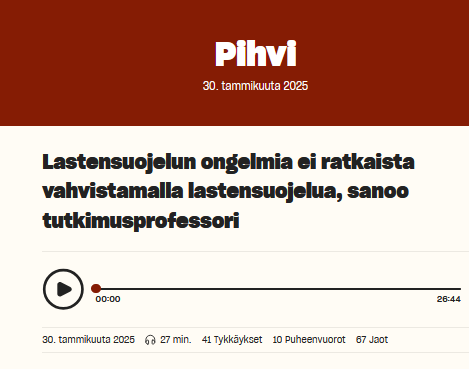 Pihvi
30. tammikuuta 2025
Lastensuojelun ongelmia ei ratkaista
vahvistamalla lastensuojelua, sanoo
tutkimusprofessori
00:00 26:44
30. tammikuuta 2025 27 min. 41 Tykkäykset 10 Puheenvuorot 67 Jaot